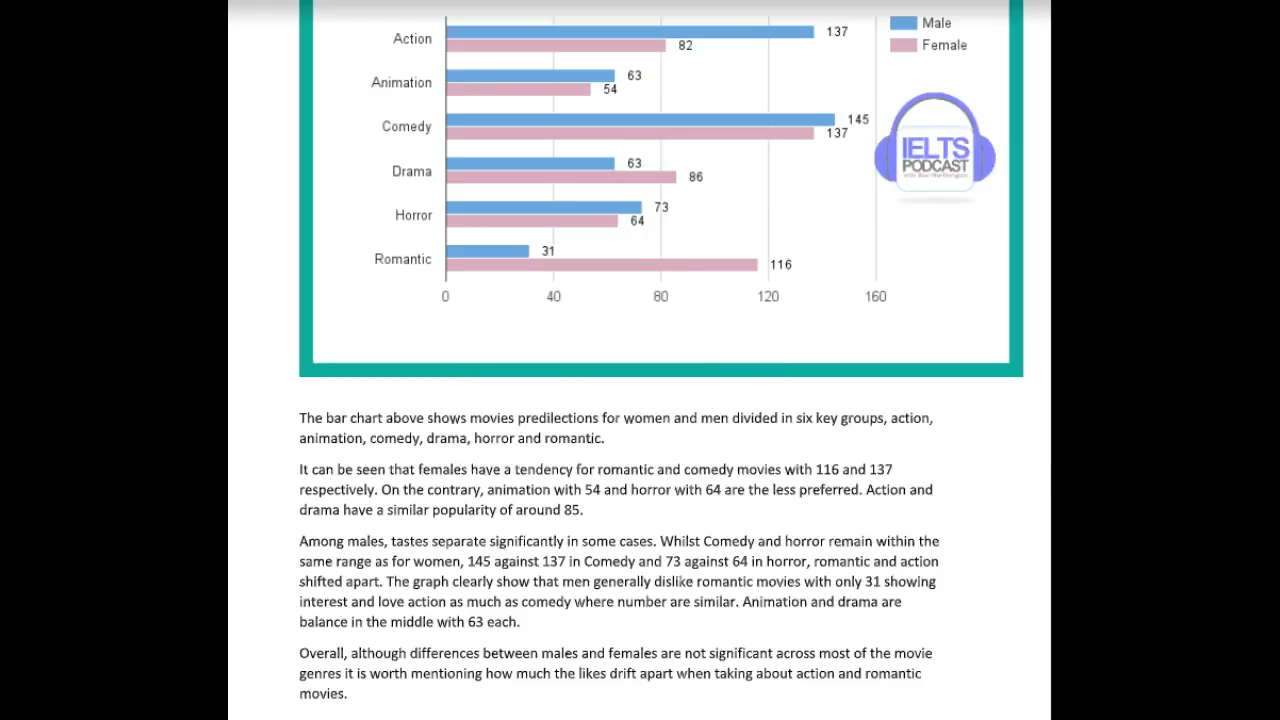 Male
Action 137
82
Female
Animation 63
54
Comedy 145
137
IELTS
PODCAST
Drama 63
86
Horror 73
64
Romantic 31
116
0 40 80 120 160
The bar chart above shows movies predilections for women and men divided in six key groups, action,
animation, comedy, drama, horror and romantic.
It can be seen that females have a tendency for romantic and comedy movies with 116 and 137
respectively. On the contrary, animation with 54 and horror with 64 are the less preferred. Action and
drama have a similar popularity of around 85.
Among males, tastes separate significantly in some cases. Whilst Comedy and horror remain within the
same range as for women, 145 against 137 in Comedy and 73 against 64 in horror, romantic and action
shifted apart. The graph clearly show that men generally dislike romantic movies with only 31 showing
interest and love action as much as comedy where number are similar. Animation and drama are
balance in the middle with 63 each.
Overall, although differences between males and females are not significant across most of the movie
genres it is worth mentioning how much the likes drift apart when taking about action and romantic
movies.